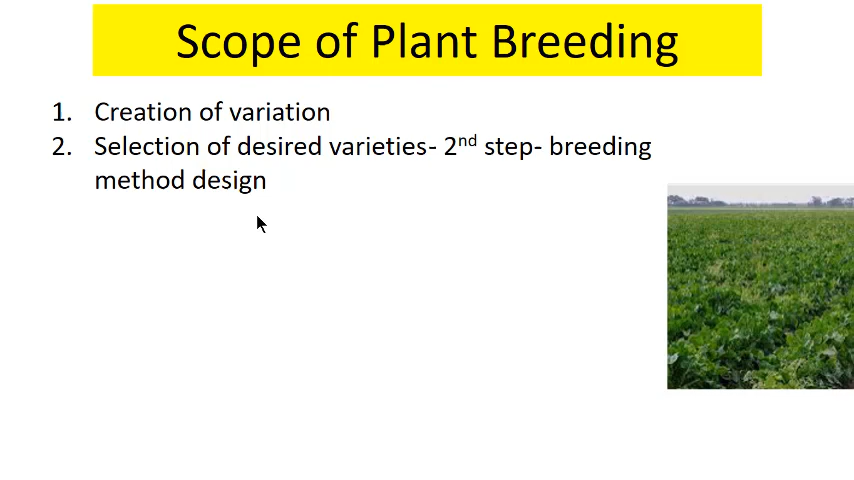 Scope of Plant Breeding
1. Creation of variation
2. Selection of desired varieties- 2nd step- breeding
method design